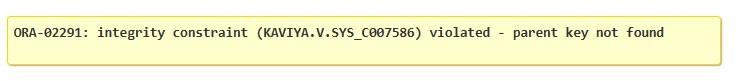 ORA-02291: integrity constraint (KAVIYA.V.SYS_C007586) violated - parent key not found